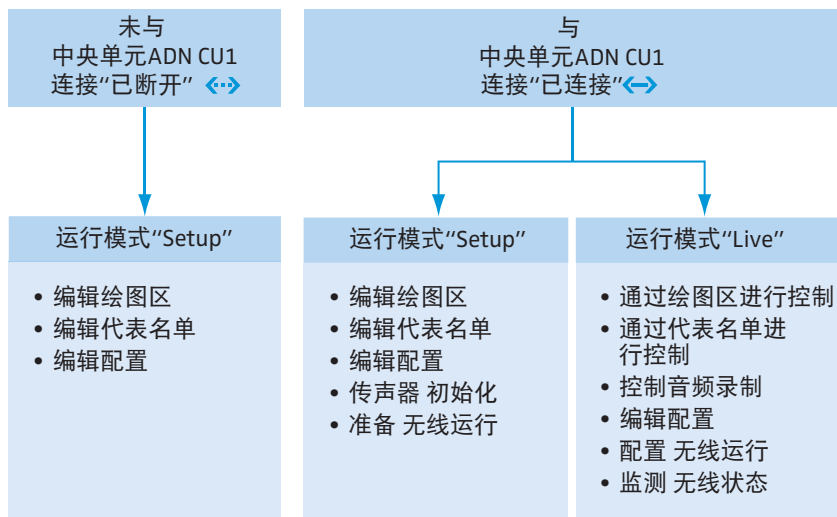 未与
中央单元ADN CU1
连接“已断开”
与
中央单元ADN CU1
连接“已连接”
运行模式“Setup”
• 编辑绘图区
• 编辑代表名单
• 编辑配置
运行模式“Setup”
• 编辑绘图区
• 编辑代表名单
• 编辑配置
• 传声器 初始化
• 准备 无线运行
运行模式“Live”
• 通过绘图区进行控制
• 通过代表名单进
行控制
• 控制音频录制
• 编辑配置
• 配置 无线运行
• 监测 无线状态